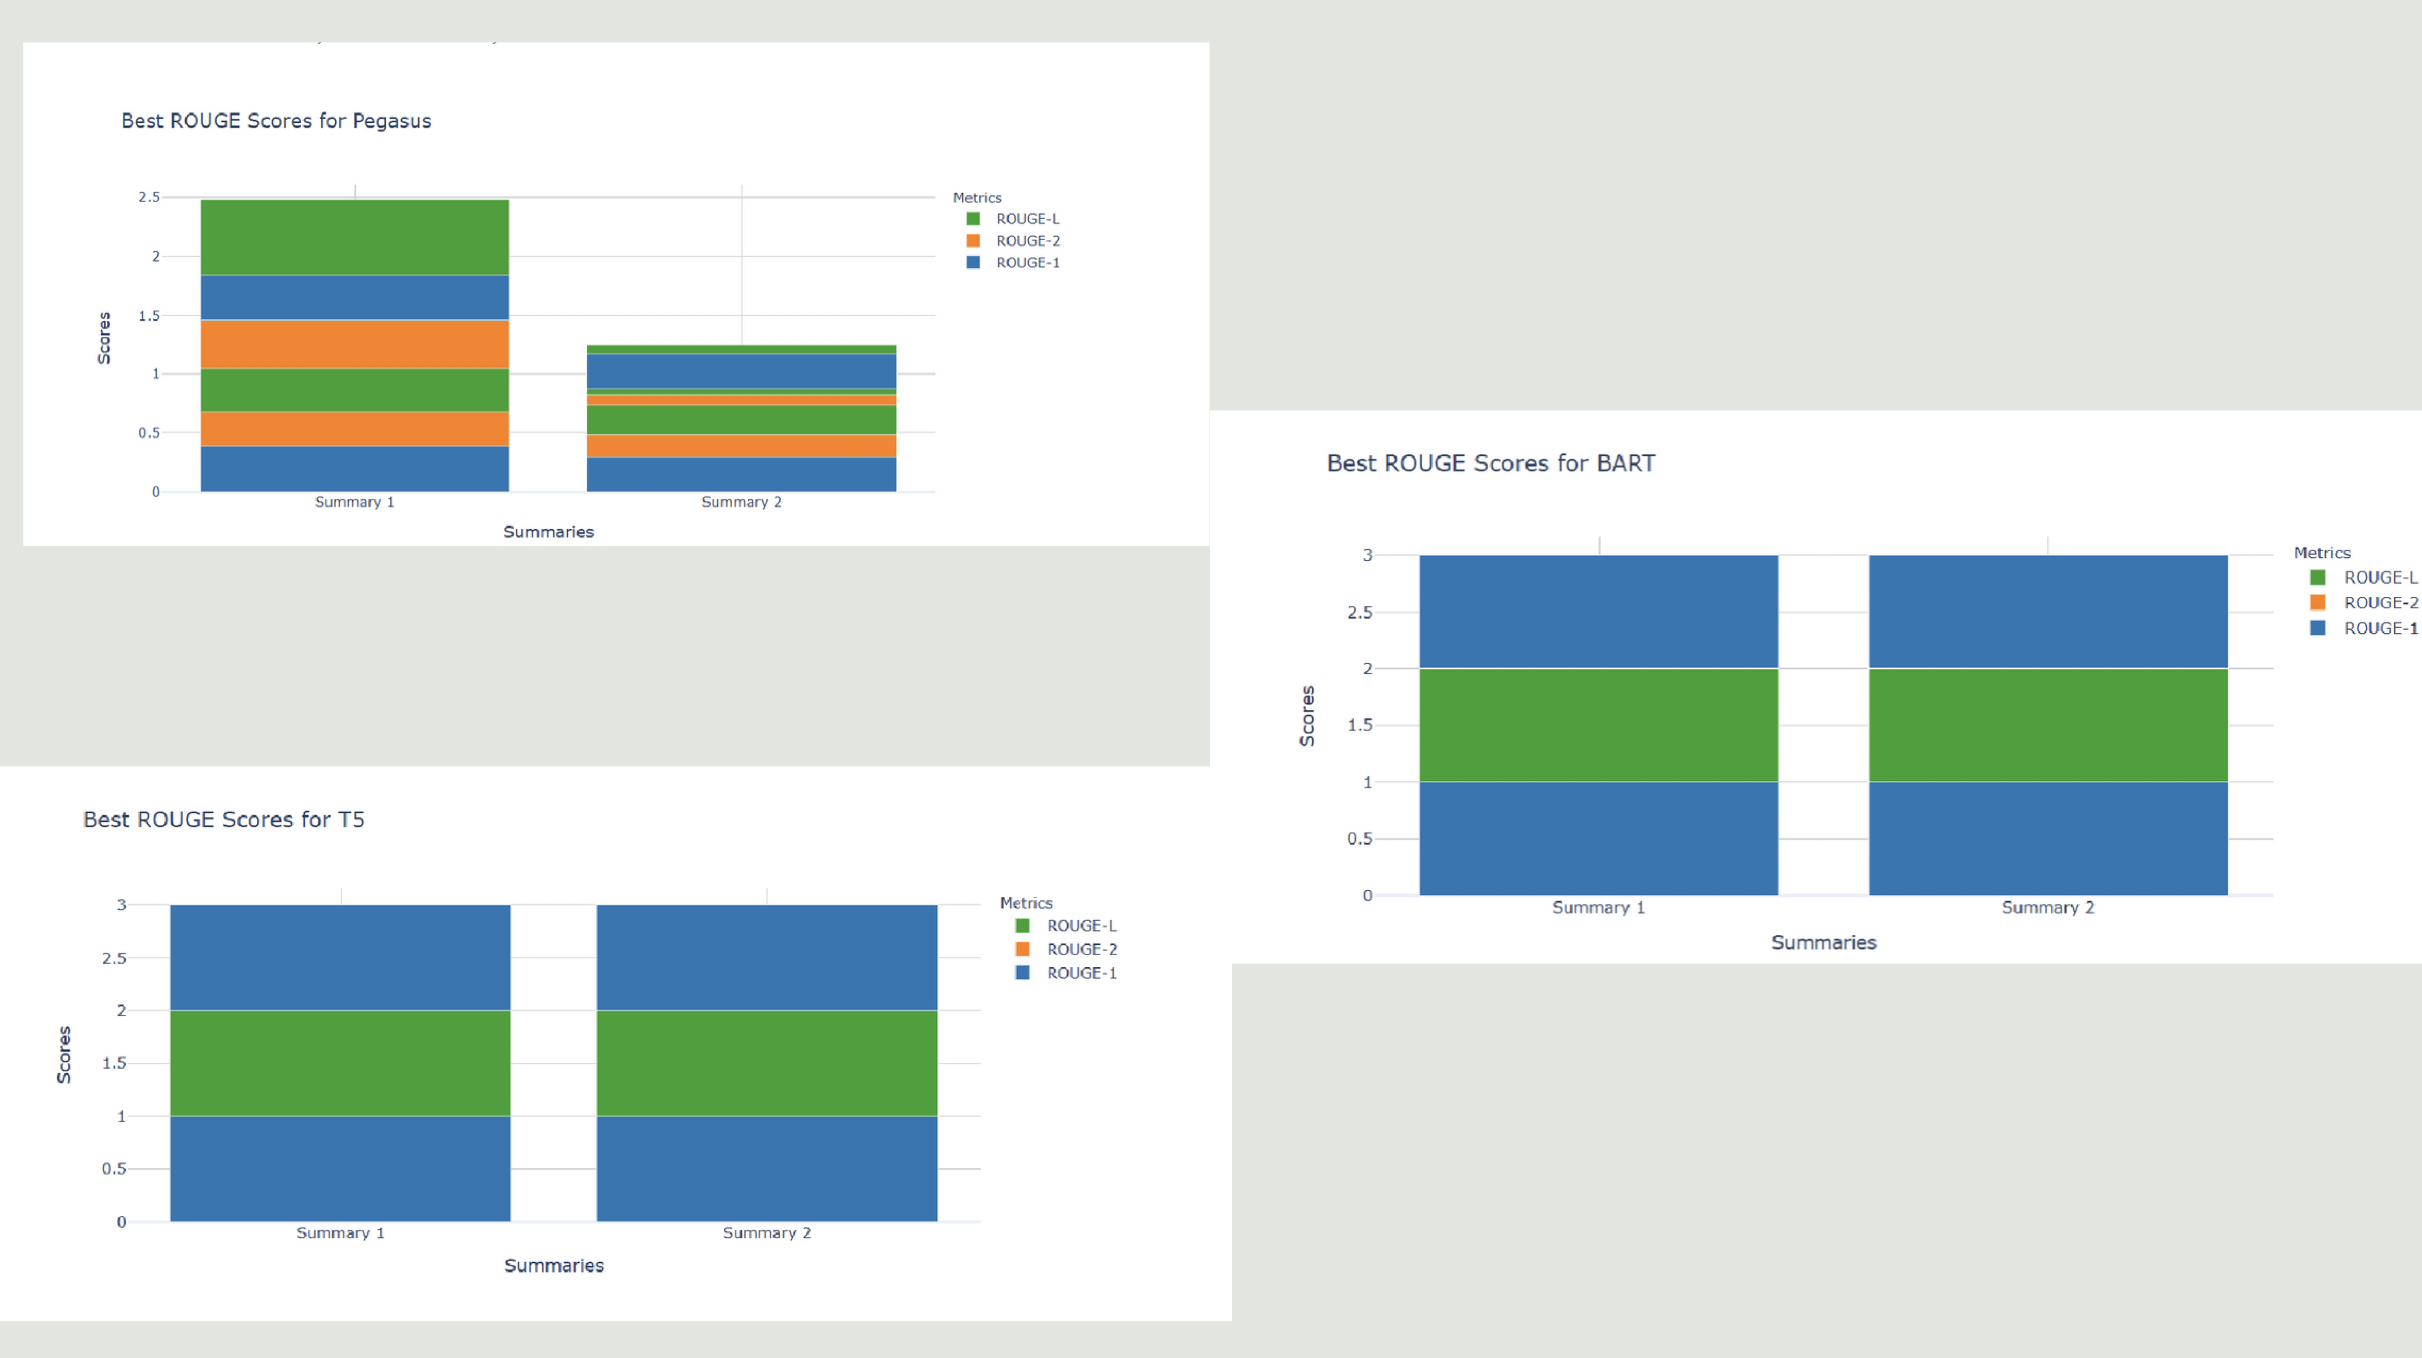 Best ROUGE Scores for Pegasus
2.5
2
1.5
1
0.5
0
Scores
Summary 1
Summary 2
Summaries
Metrics
ROUGE-L
ROUGE-2
ROUGE-1
Best ROUGE Scores for BART
3
2.5
2
1.5
1
0.5
0
Scores
Summary 1
Summary 2
Summaries
Metrics
ROUGE-L
ROUGE-2
ROUGE-1
Best ROUGE Scores for T5
3
2.5
2
1.5
1
0.5
0
Scores
Summary 1
Summary 2
Summaries
Metrics
ROUGE-L
ROUGE-2
ROUGE-1